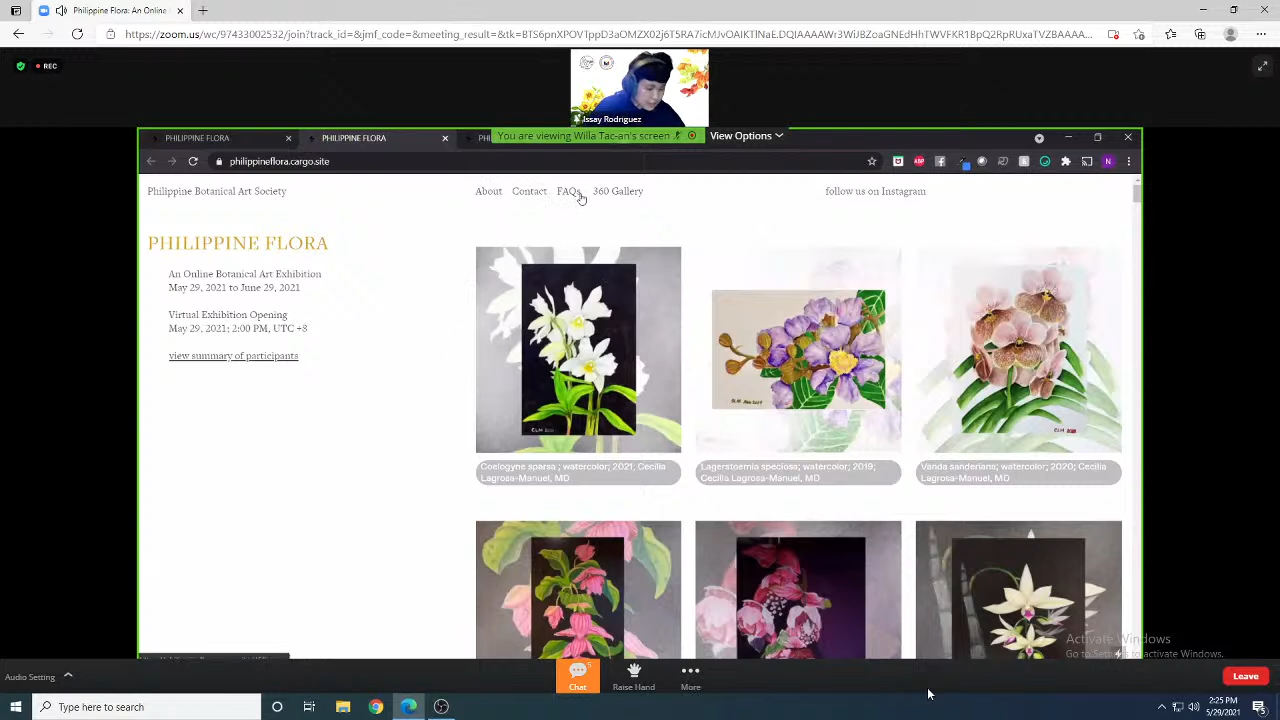 Philippine Flora: An Online
https://zoom.us/wc/97433002532/join?track_id=&jmf_code=&meeting_result=&tk=BTS6pnXPOVTppD3aOMZX02j6T5RA7icMJvOAIKTINaE.DQIAAAAWr3WiJBZoaGNEdHhTWVFKR1BpQ2RpRUxaTVZBAAAA...
REC
Issay Rodriguez
PHILIPPINE FLORA
PHILIPPINE FLORA
You are viewing Willa Tac-an's screen
View Options
philippineflora.cargo.site
ABP
N
Philippine Botanical Art Society
About Contact FAQs 360 Gallery
follow us on Instagram
PHILIPPINE FLORA
An Online Botanical Art Exhibition
May 29, 2021 to June 29, 2021
Virtual Exhibition Opening
May 29, 2021; 2:00 PM, UTC +8
view summary of participants
Coelogyne sparsa ; watercolor; 2021; Cecilia
Lagrosa-Manuel, MD
Lagerstoemia speciosa; watercolor; 2019;
Cecilia Lagrosa-Manuel, MD
Vanda sanderiana; watercolor; 2020; Cecilia
Lagrosa-Manuel, MD
Activate Windows
Go to Settings to activate Windows.
Audio Setting
Chat
Raise Hand
More
Leave
Type here to search
2:25 PM
5/29/2021